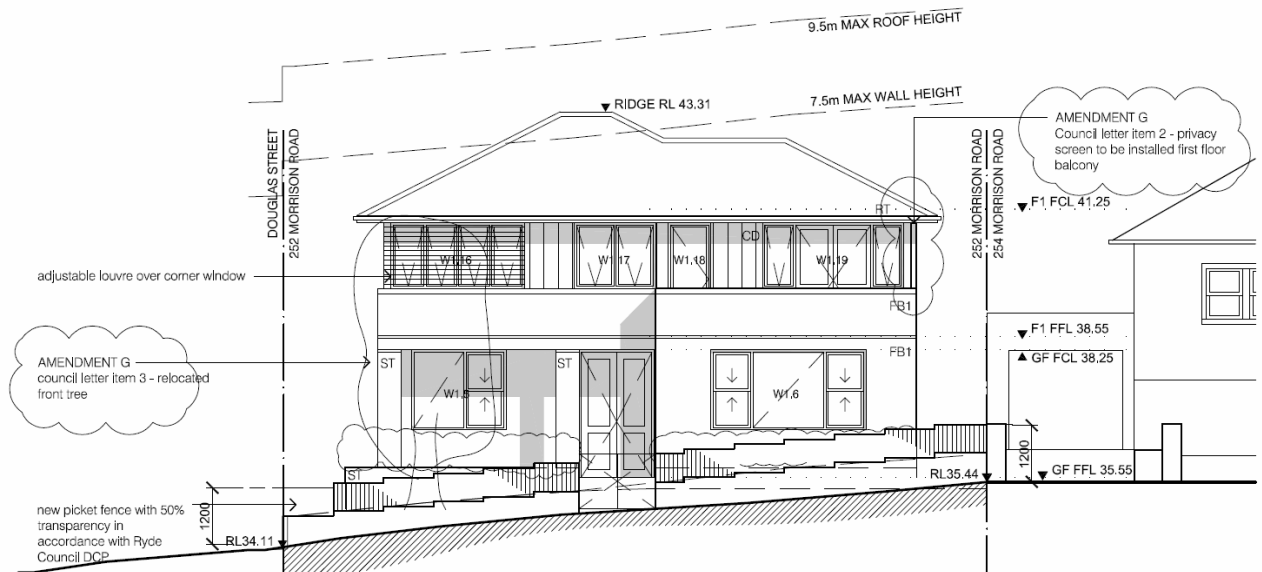 9.5m MAX ROOF HEIGHT
7.5m MAX WALL HEIGHT
RIDGE RL 43.31
AMENDMENT G
Council letter item 2 - privacy
screen to be installed first floor
balcony
DOUGLAS STREET
252 MORRISON ROAD
252 MORRISON ROAD
254 MORRISON ROAD
F1 FCL 41.25
RT
CD
W1.16
W1.17
W1.18
W1.19
adjustable louvre over corner window
FB1
F1 FFL 38.55
FB1
GF FCL 38.25
AMENDMENT G
council letter item 3 - relocated
front tree
ST
ST
W1.5
W1.6
ST
1200
RL35.44
GF FFL 35.55
new picket fence with 50%
transparency in
accordance with Ryde
Council DCP
1200
RL34.11